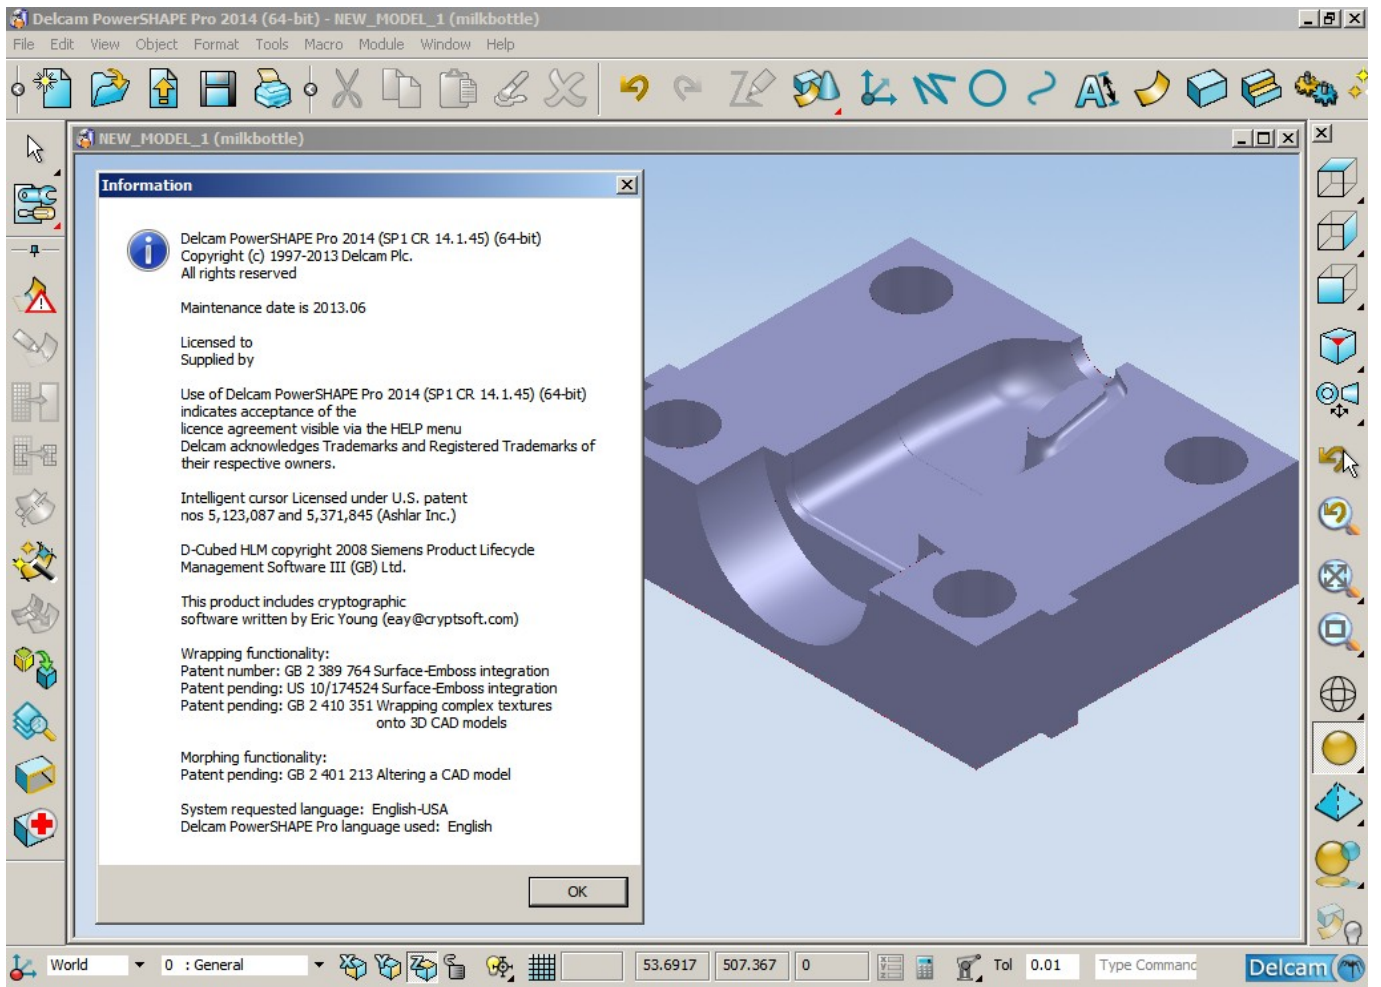 Delcam PowerSHAPE Pro 2014 (64-bit) - NEW_MODEL_1 (milkbottle)
File Edit View Object Format Tools Macro Module Window Help
NEW_MODEL_1 (milkbottle)
Information
Delcam PowerSHAPE Pro 2014 (SP1 CR 14.1.45) (64-bit)
Copyright (c) 1997-2013 Delcam Plc.
All rights reserved
Maintenance date is 2013.06
Licensed to
Supplied by
Use of Delcam PowerSHAPE Pro 2014 (SP1 CR 14.1.45) (64-bit)
indicates acceptance of the
licence agreement visible via the HELP menu
Delcam acknowledges Trademarks and Registered Trademarks of
their respective owners.
Intelligent cursor Licensed under U.S. patent
nos 5,123,087 and 5,371,845 (Ashlar Inc.)
D-Cubed HLM copyright 2008 Siemens Product Lifecycle
Management Software III (GB) Ltd.
This product includes cryptographic
software written by Eric Young (eay@cryptsoft.com)
Wrapping functionality:
Patent number: GB 2 389 764 Surface-Emboss integration
Patent pending: US 10/174524 Surface-Emboss integration
Patent pending: GB 2 410 351 Wrapping complex textures
onto 3D CAD models
Morphing functionality:
Patent pending: GB 2 401 213 Altering a CAD model
System requested language: English-USA
Delcam PowerSHAPE Pro language used: English
OK
World 0 : General 53.6917 507.367 0 Tol 0.01 Type Command Delcam